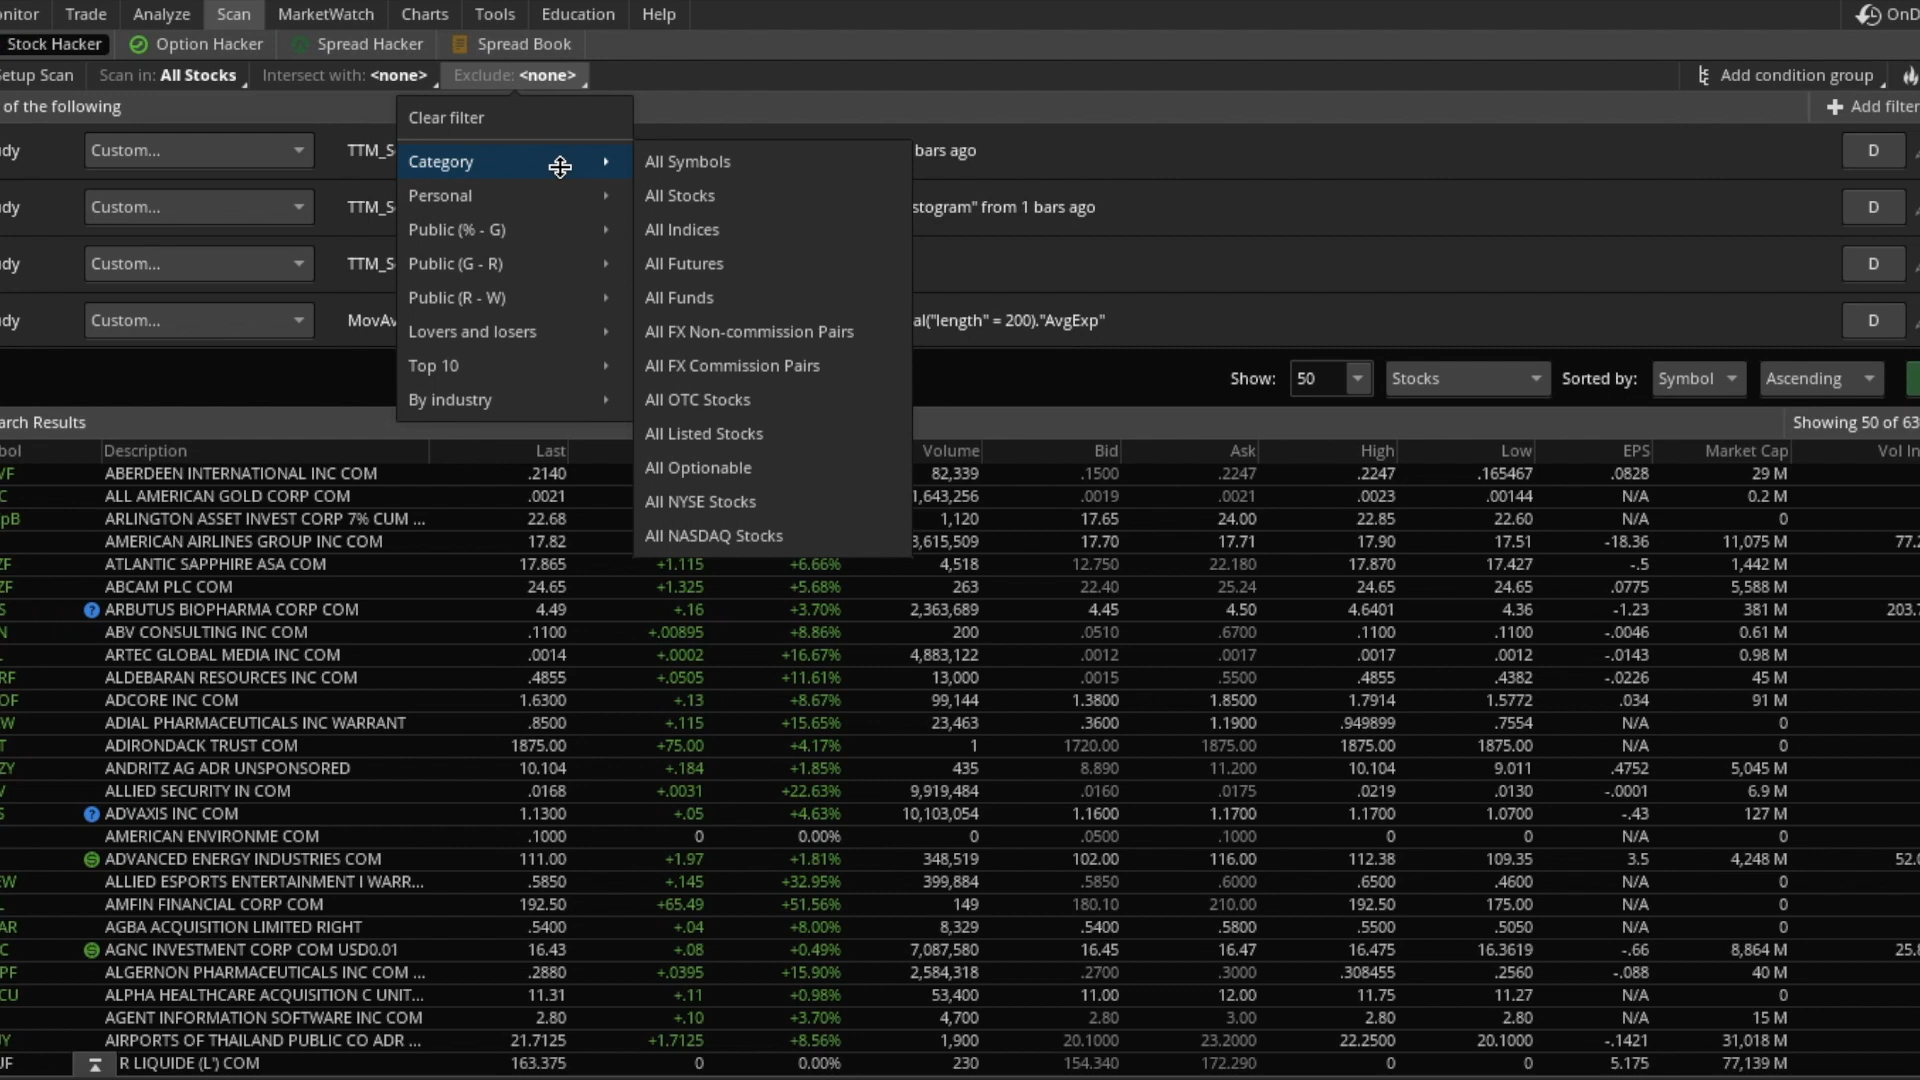 nitor Trade Analyze Scan MarketWatch Charts Tools Education Help OnD
Stock Hacker Option Hacker Spread Hacker Spread Book
Setup Scan Scan in: All Stocks Intersect with: <none> Exclude: <none> Add condition group
of the following Add filter
Clear filter
Category
Personal
Public (% - G)
Public (G - R)
Public (R - W)
Lovers and losers
Top 10
By industry
All Symbols
All Stocks
All Indices
All Futures
All Funds
All FX Non-commission Pairs
All FX Commission Pairs
All OTC Stocks
All Listed Stocks
All Optionable
All NYSE Stocks
All NASDAQ Stocks
dy Custom... TTM_S bars ago D
dy Custom... TTM_S stogram" from 1 bars ago D
dy Custom... TTM_S D
dy Custom... MovAv al("length" = 200)."AvgExp" D
Show: 50 Stocks Sorted by: Symbol Ascending
arch Results Showing 50 of 63
bol Description Last Volume Bid Ask High Low EPS Market Cap Vol In
VF ABERDEEN INTERNATIONAL INC COM .2140 82,339 .1500 .2247 .2247 .165467 .0828 29 M
C ALL AMERICAN GOLD CORP COM .0021 1,643,256 .0019 .0021 .0023 .00144 N/A 0.2 M
pB ARLINGTON ASSET INVEST CORP 7% CUM ... 22.68 1,120 17.65 24.00 22.85 22.60 N/A 0
AMERICAN AIRLINES GROUP INC COM 17.82 3,615,509 17.70 17.71 17.90 17.51 -18.36 11,075 M 77.2
ZF ATLANTIC SAPPHIRE ASA COM 17.865 +1.115 +6.66% 4,518 12.750 22.180 17.870 17.427 -.5 1,442 M
ZF ABCAM PLC COM 24.65 +1.325 +5.68% 263 22.40 25.24 24.65 24.65 .0775 5,588 M
S ARBUTUS BIOPHARMA CORP COM 4.49 +.16 +3.70% 2,363,689 4.45 4.50 4.6401 4.36 -1.23 381 M 203.7
N ABV CONSULTING INC COM .1100 +.00895 +8.86% 200 .0510 .6700 .1100 .1100 -.0046 0.61 M
L ARTEC GLOBAL MEDIA INC COM .0014 +.0002 +16.67% 4,883,122 .0012 .0017 .0017 .0012 -.0143 0.98 M
RF ALDEBARAN RESOURCES INC COM .4855 +.0505 +11.61% 13,000 .0015 .5500 .4855 .4382 -.0226 45 M
OF ADCORE INC COM 1.6300 +.13 +8.67% 99,144 1.3800 1.8500 1.7914 1.5772 .034 91 M
W ADIAL PHARMACEUTICALS INC WARRANT .8500 +.115 +15.65% 23,463 .3600 1.1900 .949899 .7554 N/A 0
T ADIRONDACK TRUST COM 1875.00 +75.00 +4.17% 1 1720.00 1875.00 1875.00 1875.00 N/A 0
ZY ANDRITZ AG ADR UNSPONSORED 10.104 +.184 +1.85% 435 8.890 11.200 10.104 9.011 .4752 5,045 M
V ALLIED SECURITY IN COM .0168 +.0031 +22.63% 9,919,484 .0160 .0175 .0219 .0130 -.0001 6.9 M
S ADVAXIS INC COM 1.1300 +.05 +4.63% 10,103,054 1.1600 1.1700 1.1700 1.0700 -.43 127 M
AMERICAN ENVIRONME COM .1000 0 0.00% 0 .0500 .1000 0 0 N/A 0
ADVANCED ENERGY INDUSTRIES COM 111.00 +1.97 +1.81% 348,519 102.00 116.00 112.38 109.35 3.5 4,248 M 52.0
EW ALLIED ESPORTS ENTERTAINMENT I WARR... .5850 +.145 +32.95% 399,884 .5850 .6000 .6500 .4600 N/A 0
L AMFIN FINANCIAL CORP COM 192.50 +65.49 +51.56% 149 180.10 210.00 192.50 175.00 N/A 0
AR AGBA ACQUISITION LIMITED RIGHT .5400 +.04 +8.00% 8,329 .5400 .5800 .5500 .5050 N/A 0
C AGNC INVESTMENT CORP COM USD0.01 16.43 +.08 +0.49% 7,087,580 16.45 16.47 16.475 16.3619 -.66 8,864 M 25.8
PF ALGERNON PHARMACEUTICALS INC COM ... .2880 +.0395 +15.90% 2,584,318 .2700 .3000 .308455 .2560 -.088 40 M
CU ALPHA HEALTHCARE ACQUISITION C UNIT... 11.31 +.11 +0.98% 53,400 11.00 12.00 11.75 11.27 N/A 0
AGENT INFORMATION SOFTWARE INC COM 2.80 +.10 +3.70% 4,700 2.80 3.00 2.80 2.80 N/A 15 M
UY AIRPORTS OF THAILAND PUBLIC CO ADR ... 21.7125 +1.7125 +8.56% 1,900 20.1000 23.2000 22.2500 20.1000 -.1421 31,018 M
UF R LIQUIDE (L') COM 163.375 0 0.00% 230 154.340 172.290 0 0 5.175 77,139 M